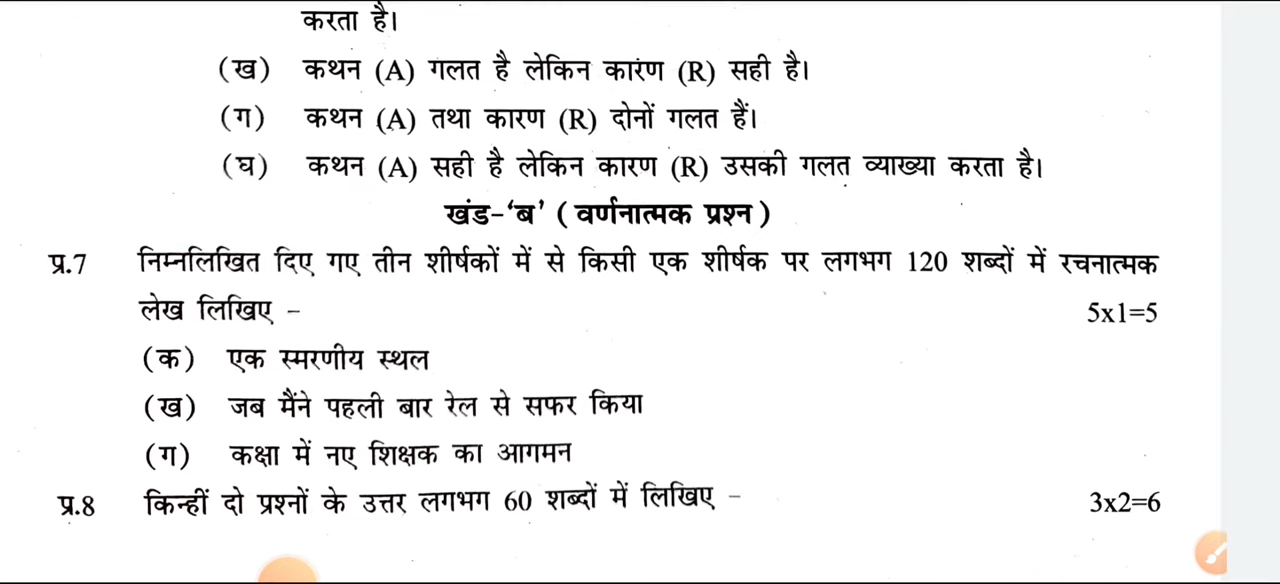 करता है।
(ख) कथन (A) गलत है लेकिन कारण (R) सही है।
(ग) कथन (A) तथा कारण (R) दोनों गलत हैं।
(घ) कथन (A) सही है लेकिन कारण (R) उसकी गलत व्याख्या करता है।
खंड-‘ब’ ( वर्णनात्मक प्रश्न )
प्र.7 निम्नलिखित दिए गए तीन शीर्षकों में से किसी एक शीर्षक पर लगभग 120 शब्दों में रचनात्मक
लेख लिखिए – 5x1=5
(क) एक स्मरणीय स्थल
(ख) जब मैंने पहली बार रेल से सफर किया
(ग) कक्षा में नए शिक्षक का आगमन
प्र.8 किन्हीं दो प्रश्नों के उत्तर लगभग 60 शब्दों में लिखिए – 3x2=6